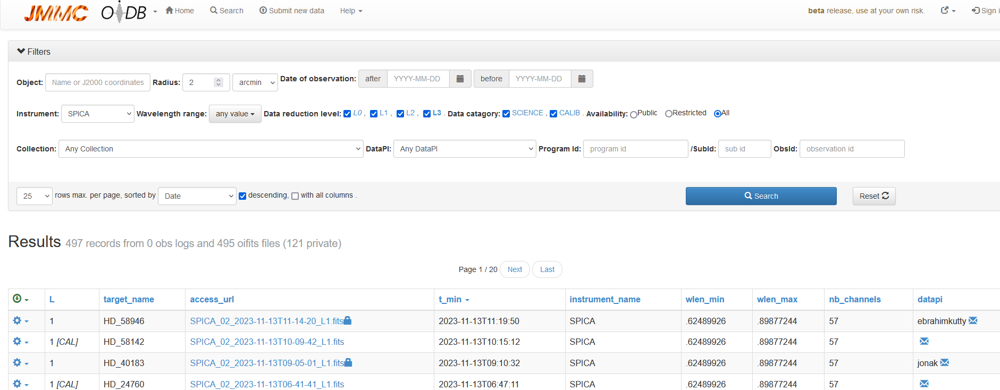 JMMC OiDB Home Search Submit new data Help beta release, use at your own risk. Sign i
Filters
Object: Name or J2000 coordinates Radius: 2 arcmin Date of observation: after YYYY-MM-DD before YYYY-MM-DD
Instrument: SPICA Wavelength range: any value Data reduction level: L0 , L1 , L2 , L3 . Data catagory: SCIENCE , CALIB . Availability: Public Restricted All
Collection: Any Collection DataPI: Any DataPI Program Id: program id /SubId: sub id ObsId: observation id
25 rows max. per page, sorted by Date descending, with all columns . Search Reset
Results 497 records from 0 obs logs and 495 oifits files (121 private)
Page 1 / 20 Next Last
L target_name access_url t_min instrument_name wlen_min wlen_max nb_channels datapi
1 HD_58946 SPICA_02_2023-11-13T11-14-20_L1.fits 2023-11-13T11:19:50 SPICA .62489926 .89877244 57 ebrahimkutty
1 [CAL] HD_58142 SPICA_02_2023-11-13T10-09-42_L1.fits 2023-11-13T10:15:12 SPICA .62489926 .89877244 57
1 HD_40183 SPICA_02_2023-11-13T09-05-01_L1.fits 2023-11-13T09:10:32 SPICA .62489926 .89877244 57 jonak
1 [CAL] HD_24760 SPICA_02_2023-11-13T06-41-41_L1.fits 2023-11-13T06:47:11 SPICA .62489926 .89877244 57